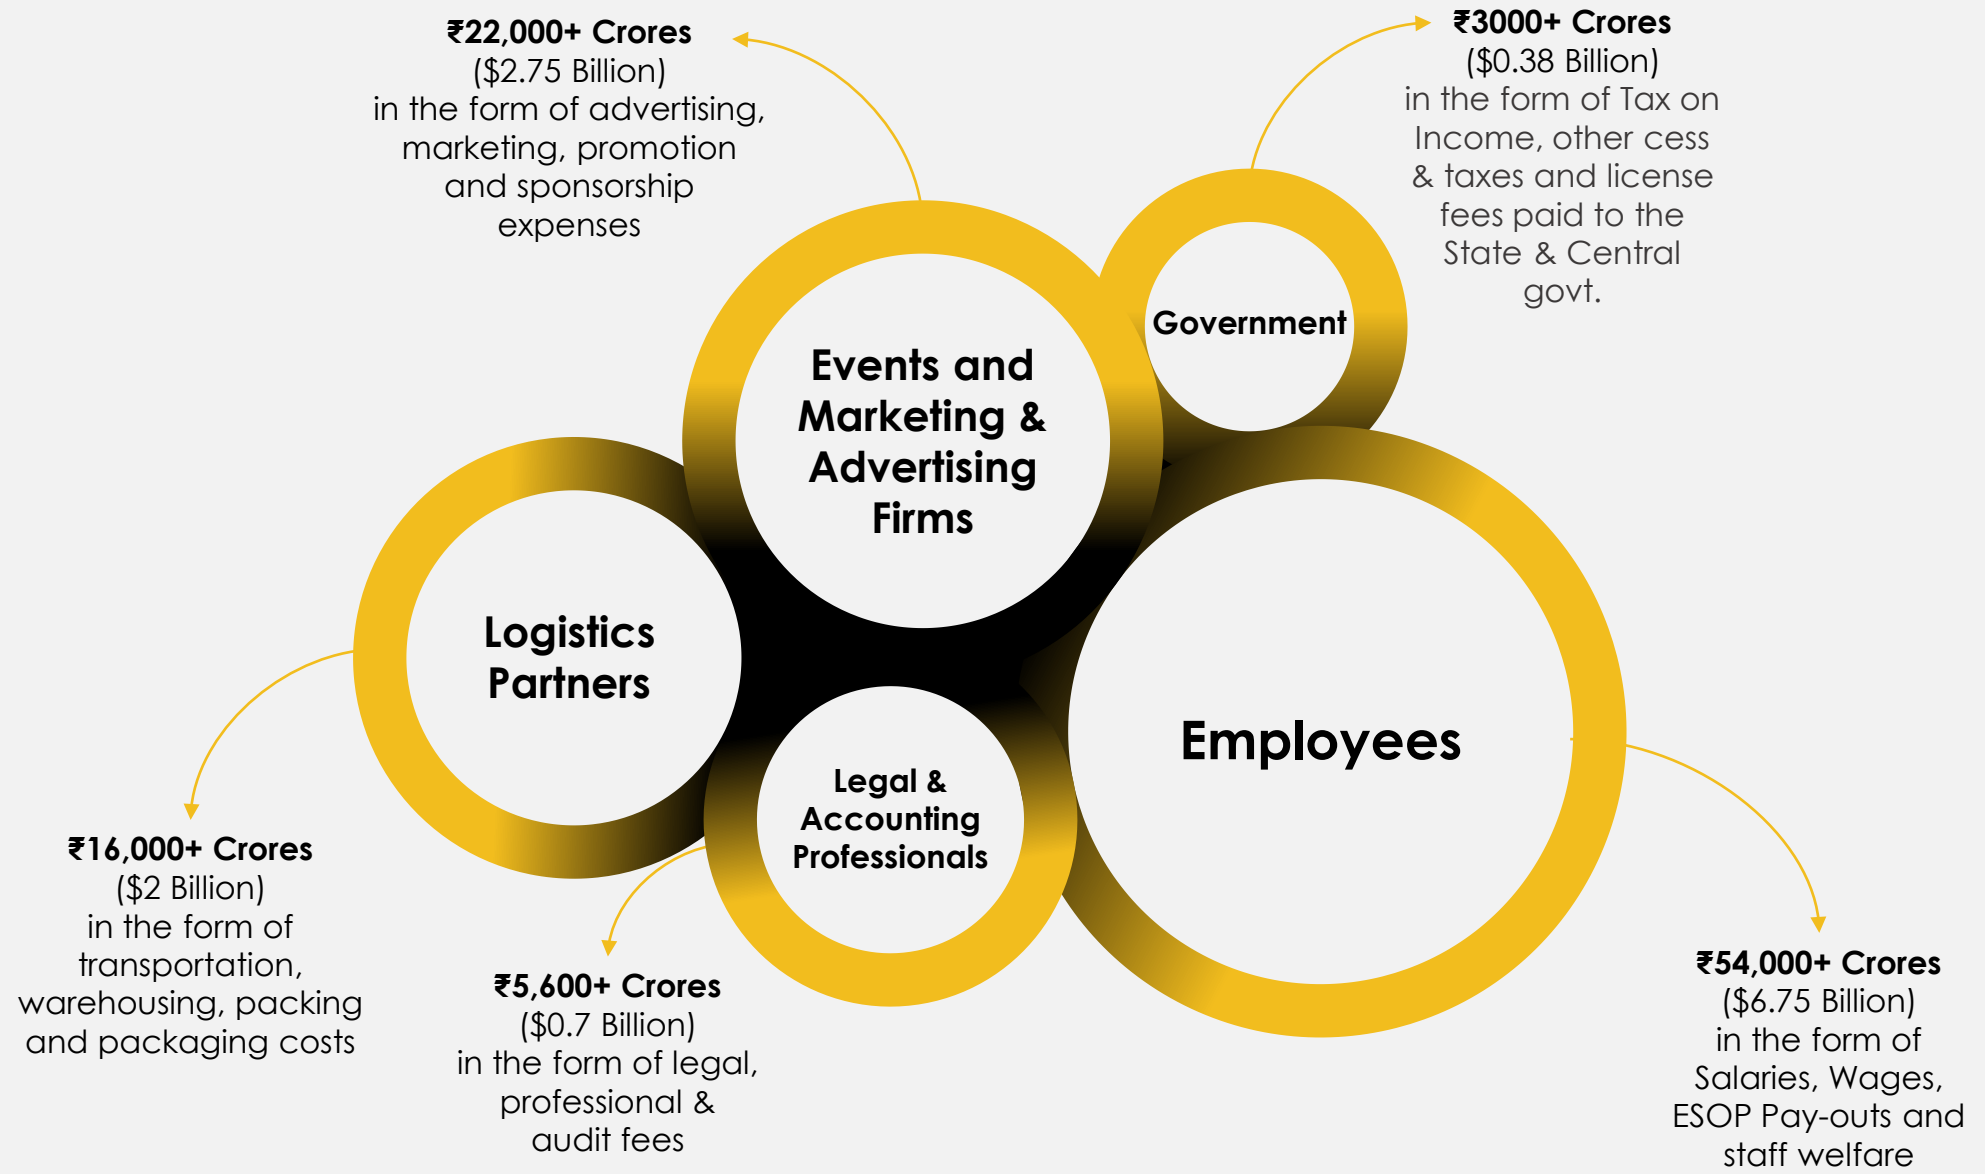 ₹22,000+ Crores
($2.75 Billion)
in the form of advertising,
marketing, promotion
and sponsorship
expenses
₹3000+ Crores
($0.38 Billion)
in the form of Tax on
Income, other cess
& taxes and license
fees paid to the
State & Central
govt.
Government
Events and
Marketing &
Advertising
Firms
Logistics
Partners
Employees
Legal &
Accounting
Professionals
₹16,000+ Crores
($2 Billion)
in the form of
transportation,
warehousing, packing
and packaging costs
₹5,600+ Crores
($0.7 Billion)
in the form of legal,
professional &
audit fees
₹54,000+ Crores
($6.75 Billion)
in the form of
Salaries, Wages,
ESOP Pay-outs and
staff welfare